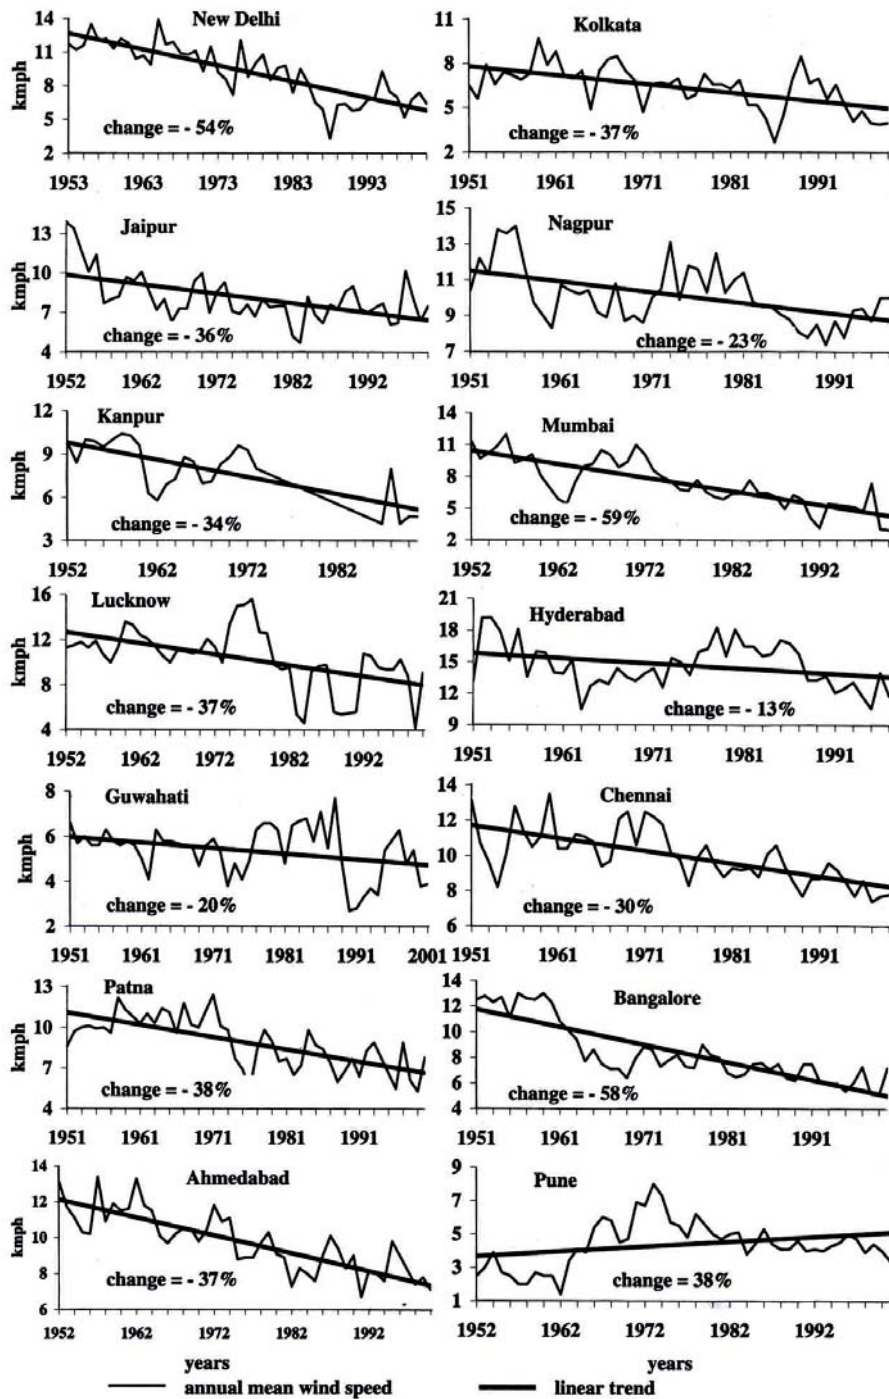 New Delhi
kmph
14
11
8
5
2
change = - 54%
1953 1963 1973 1983 1993
Kolkata
11
8
5
2
change = - 37%
1951 1961 1971 1981 1991
Jaipur
kmph
13
10
7
4
change = - 36%
1952 1962 1972 1982 1992
Nagpur
15
13
11
9
7
change = - 23%
1951 1961 1971 1981 1991
Kanpur
kmph
12
9
6
3
change = - 34%
1952 1962 1972 1982
Mumbai
14
11
8
5
2
change = - 59%
1952 1962 1972 1982 1992
Lucknow
kmph
16
12
8
4
change = - 37%
1952 1962 1972 1982 1992
Hyderabad
21
18
15
12
9
change = - 13%
1951 1961 1971 1981 1991
Guwahati
kmph
8
6
4
2
change = - 20%
1951 1961 1971 1981 1991 2001
Chennai
14
12
10
8
6
change = - 30%
1951 1961 1971 1981 1991
Patna
kmph
13
10
7
4
change = - 38%
1951 1961 1971 1981 1991
Bangalore
14
12
10
8
6
4
change = - 58%
1952 1962 1972 1982 1992
Ahmedabad
kmph
14
12
10
8
6
change = - 37%
1952 1962 1972 1982 1992
years
Pune
9
7
5
3
1
change = 38%
1952 1962 1972 1982 1992
years
annual mean wind speed
linear trend